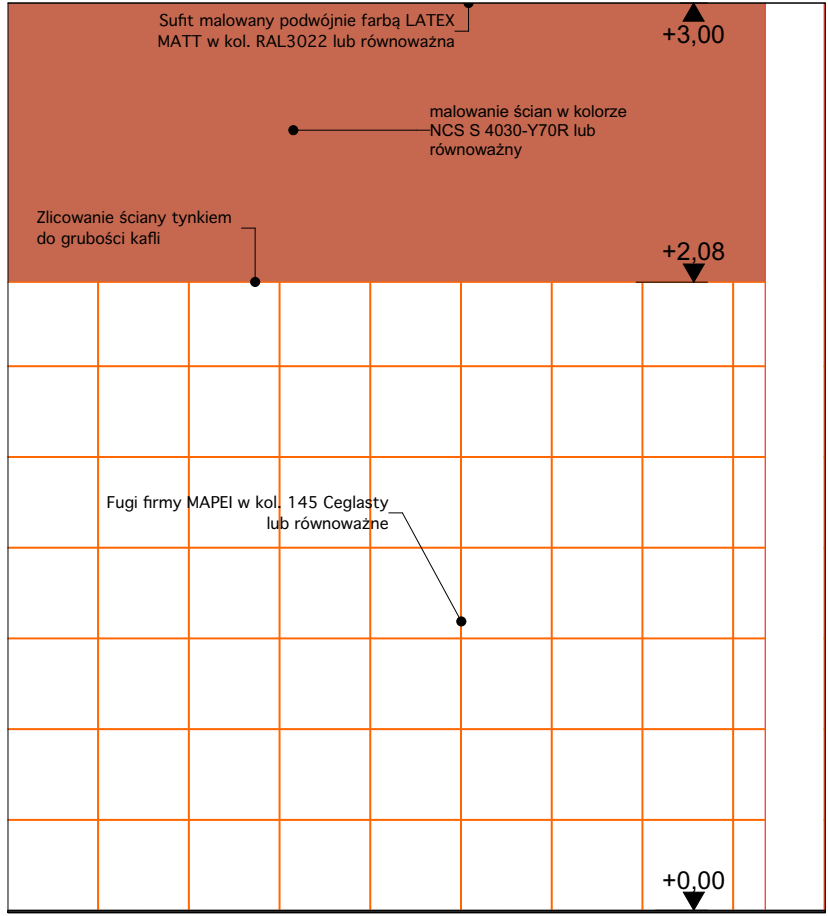 Sufit malowany podwójnie farbą LATEX
MATT w kol. RAL3022 lub równoważna
+3,00
malowanie ścian w kolorze
NCS S 4030-Y70R lub
równoważny
Zlicowanie ściany tynkiem
do grubości kafli
+2,08
Fugi firmy MAPEI w kol. 145 Ceglasty
lub równoważne
+0,00